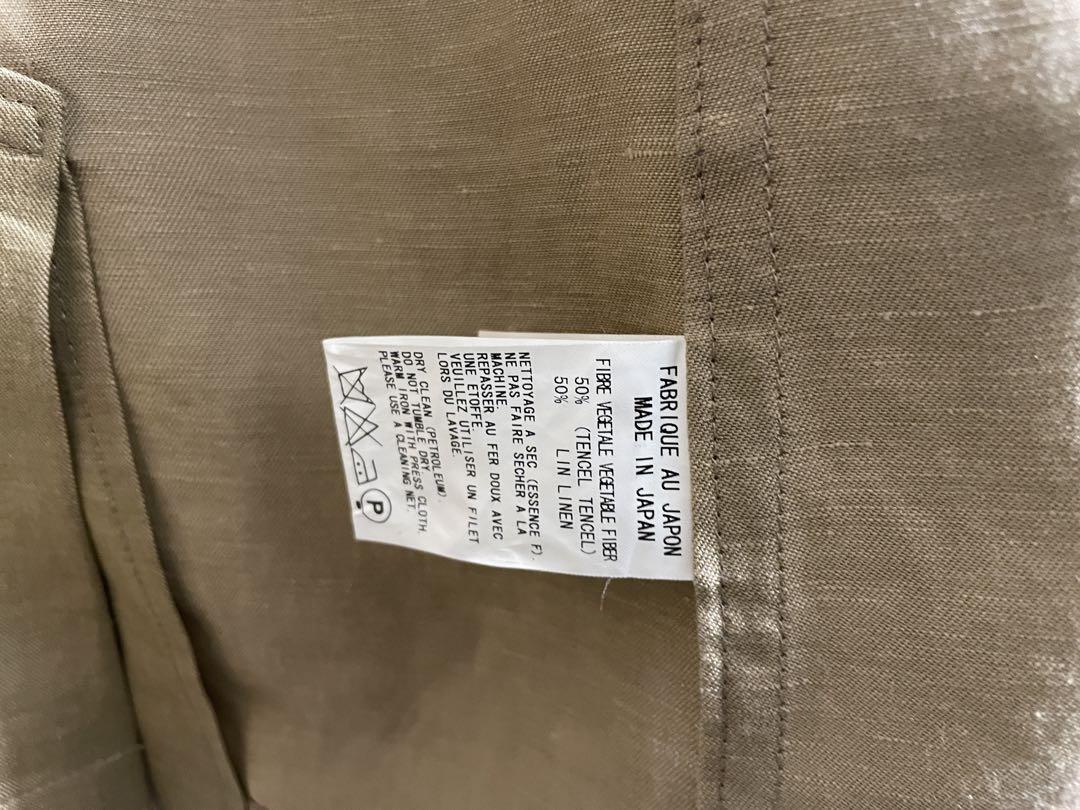 FABRIQUE AU JAPON
MADE IN JAPAN
FIBRE VEGETALE VEGETABLE FIBER
50% (TENCEL TENCEL)
50% LIN LINEN
NETTOYAGE A SEC (ESSENCE F).
NE PAS FAIRE SECHER A LA
MACHINE.
REPASSER AU FER DOUX AVEC
UNE ETOFFE.
VEUILLEZ UTILISER UN FILET
LORS DU LAVAGE.
DRY CLEAN (PETROLEUM).
DO NOT TUMBLE DRY.
WARM IRON WITH PRESS CLOTH.
PLEASE USE A CLEANING NET.
P